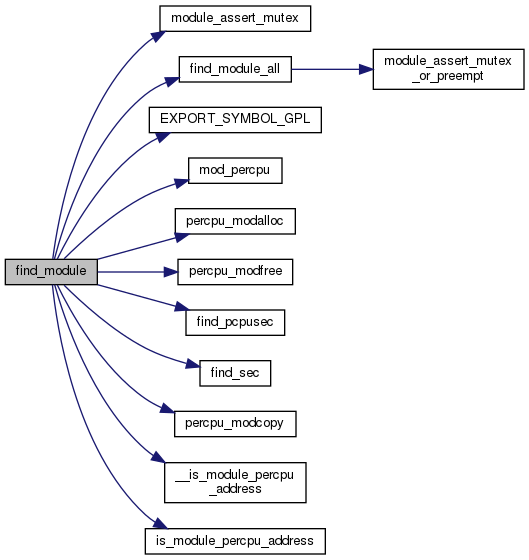 module_assert_mutex
find_module_all
module_assert_mutex
_or_preempt
EXPORT_SYMBOL_GPL
mod_percpu
percpu_modalloc
find_module
percpu_modfree
find_pcpusec
find_sec
percpu_modcopy
__is_module_percpu
_address
is_module_percpu_address